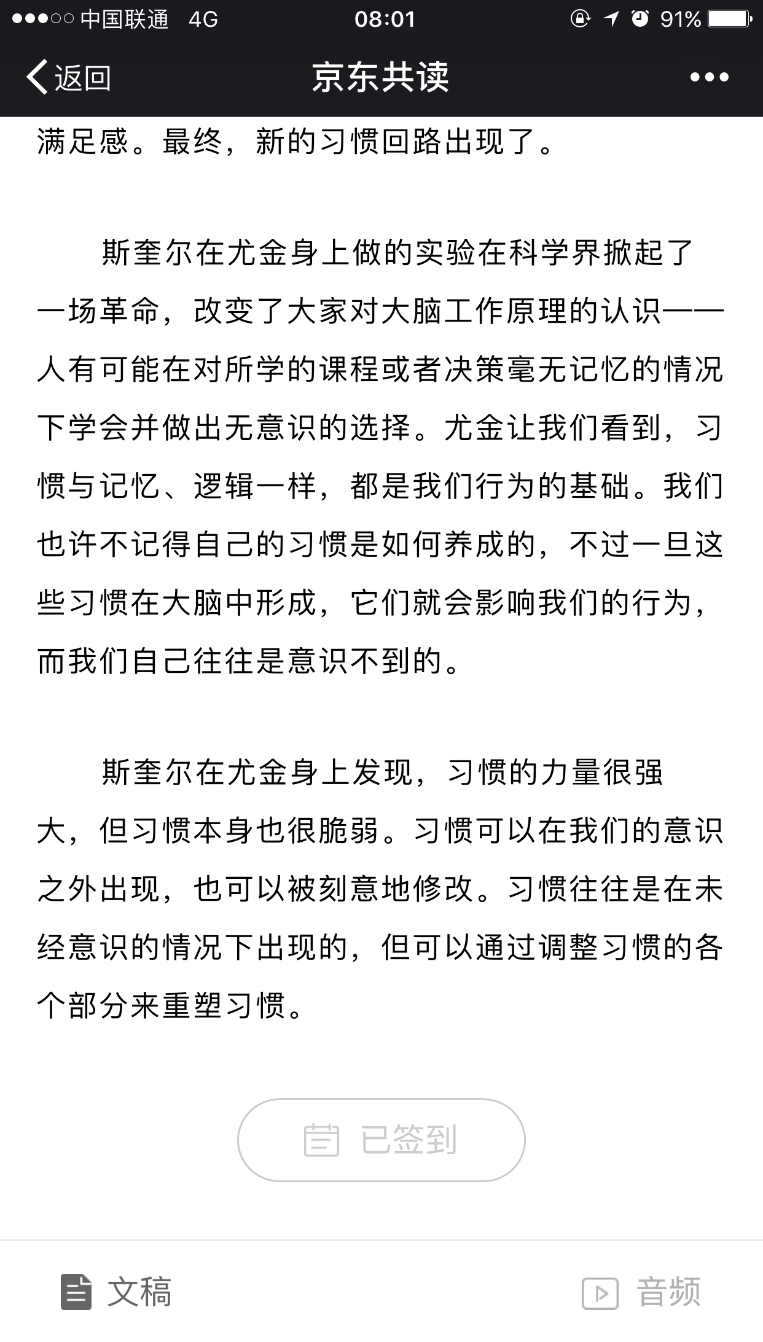 中国联通 4G 08:01 91%
返回 京东共读
满足感。最终，新的习惯回路出现了。
斯奎尔在尤金身上做的实验在科学界掀起了
一场革命，改变了大家对大脑工作原理的认识——
人有可能在对所学的课程或者决策毫无记忆的情况
下学会并做出无意识的选择。尤金让我们看到，习
惯与记忆、逻辑一样，都是我们行为的基础。我们
也许不记得自己的习惯是如何养成的，不过一旦这
些习惯在大脑中形成，它们就会影响我们的行为，
而我们自己往往是意识不到的。
斯奎尔在尤金身上发现，习惯的力量很强
大，但习惯本身也很脆弱。习惯可以在我们的意识
之外出现，也可以被刻意地修改。习惯往往是在未
经意识的情况下出现的，但可以通过调整习惯的各
个部分来重塑习惯。
已签到
文稿 音频